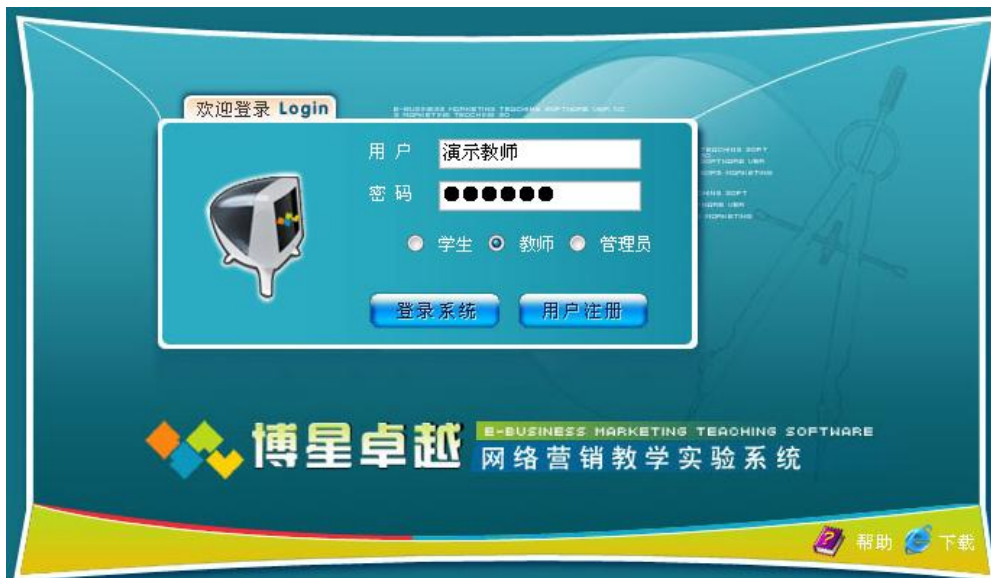 欢迎登录 Login
用 户 演示教师
密 码 ●●●●●●
学生 教师 管理员
登录系统 用户注册
博星卓越 E-BUSINESS MARKETING TEAOHING SOFTWARE
网络营销教学实验系统
帮助 下载